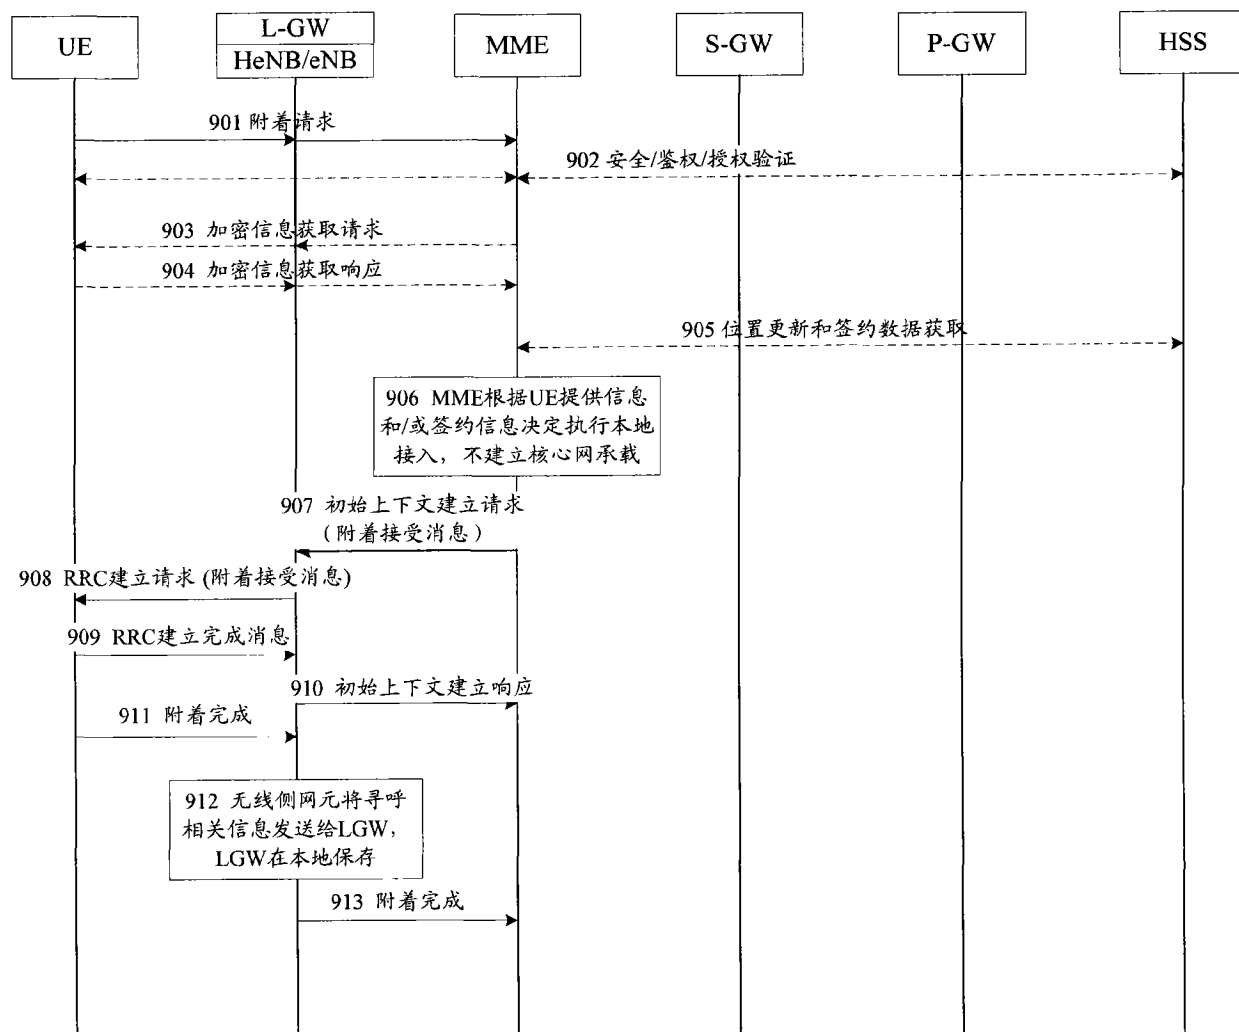 UE
L-GW
HeNB/eNB
MME
S-GW
P-GW
HSS
901 附着请求
902 安全/鉴权/授权验证
903 加密信息获取请求
904 加密信息获取响应
905 位置更新和签约数据获取
906 MME根据UE提供信息
和/或签约信息决定执行本地
接入，不建立核心网承载
907 初始上下文建立请求
（附着接受消息）
908 RRC建立请求 (附着接受消息)
909 RRC建立完成消息
910 初始上下文建立响应
911 附着完成
912 无线侧网元将寻呼
相关信息发送给LGW，
LGW在本地保存
913 附着完成